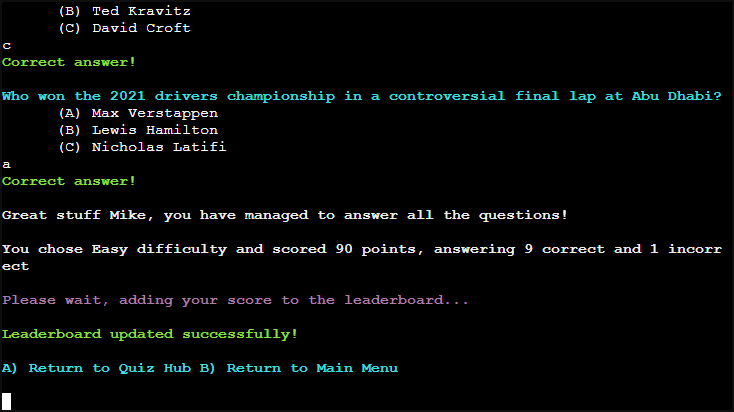 (B) Ted Kravitz
(C) David Croft
c
Correct answer!
Who won the 2021 drivers championship in a controversial final lap at Abu Dhabi?
(A) Max Verstappen
(B) Lewis Hamilton
(C) Nicholas Latifi
a
Correct answer!
Great stuff Mike, you have managed to answer all the questions!
You chose Easy difficulty and scored 90 points, answering 9 correct and 1 incorr
ect
Please wait, adding your score to the leaderboard...
Leaderboard updated successfully!
A) Return to Quiz Hub B) Return to Main Menu